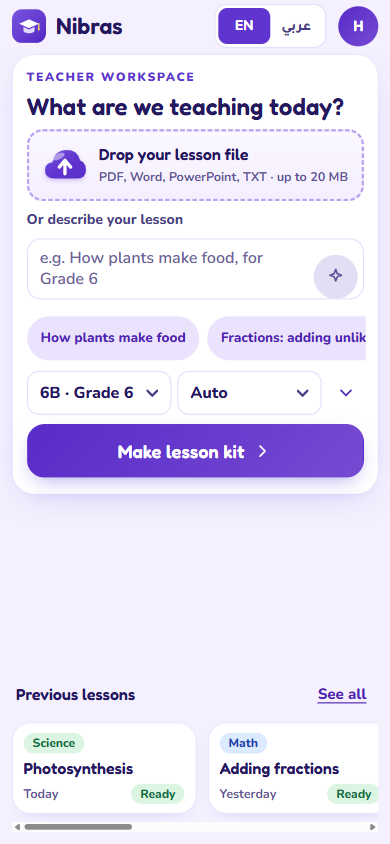 Nibras
EN
عربي
H
TEACHER WORKSPACE
What are we teaching today?
Drop your lesson file
PDF, Word, PowerPoint, TXT · up to 20 MB
Or describe your lesson
e.g. How plants make food, for
Grade 6
How plants make food
Fractions: adding unlik
6B · Grade 6
Auto
Make lesson kit
Previous lessons
See all
Science
Photosynthesis
Today
Ready
Math
Adding fractions
Yesterday
Ready